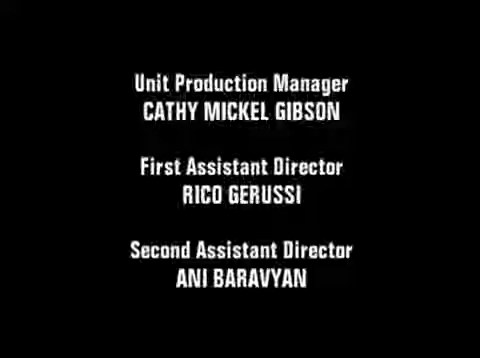 Unit Production Manager
CATHY MICKEL GIBSON
First Assistant Director
RICO GERUSSI
Second Assistant Director
ANI BARAVYAN